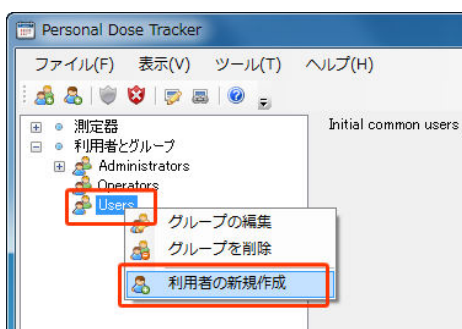 Personal Dose Tracker
ファイル(F) 表示(V) ツール(T) ヘルプ(H)
測定器
利用者とグループ
Administrators
Operators
Users
Initial common users
グループの編集
グループを削除
利用者の新規作成